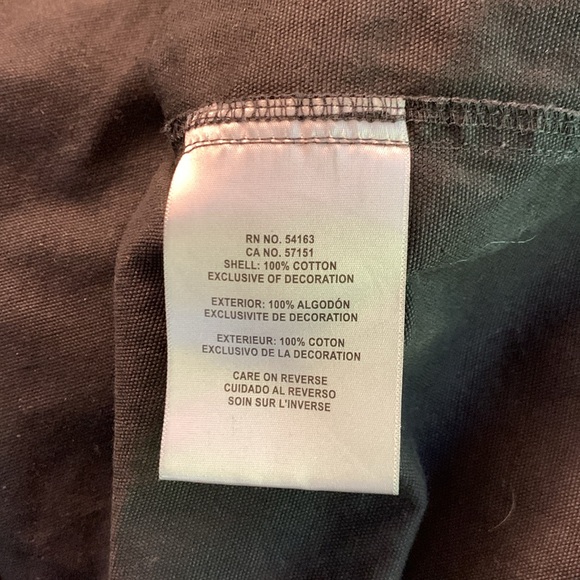 RN NO. 54163
CA NO. 57151
SHELL: 100% COTTON
EXCLUSIVE OF DECORATION
EXTERIOR: 100% ALGODÓN
EXCLUSIVITE DE DECORATION
EXTERIEUR: 100% COTON
EXCLUSIVO DE LA DECORATION
CARE ON REVERSE
CUIDADO AL REVERSO
SOIN SUR L'INVERSE